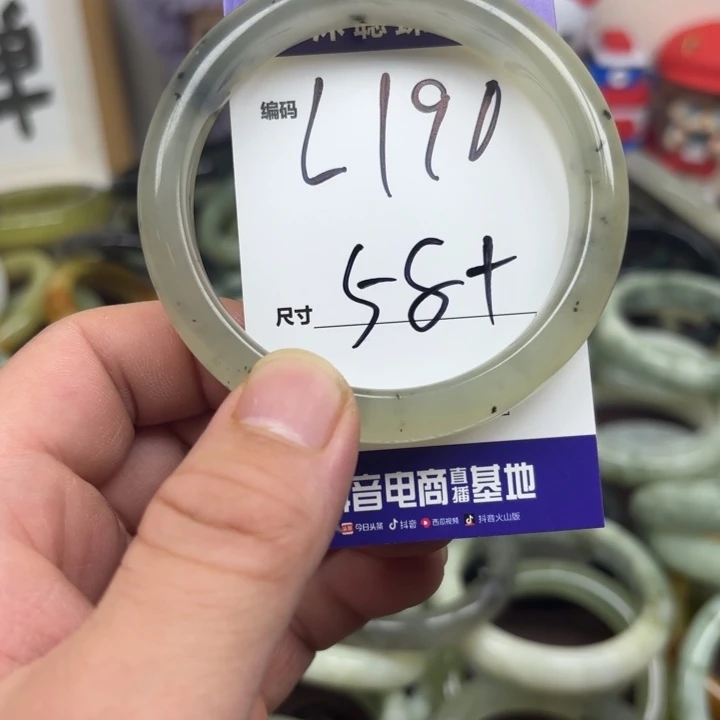 编码 L190
尺寸 58+
音电商直播基地
今日头条 抖音 西瓜视频 抖音火山版